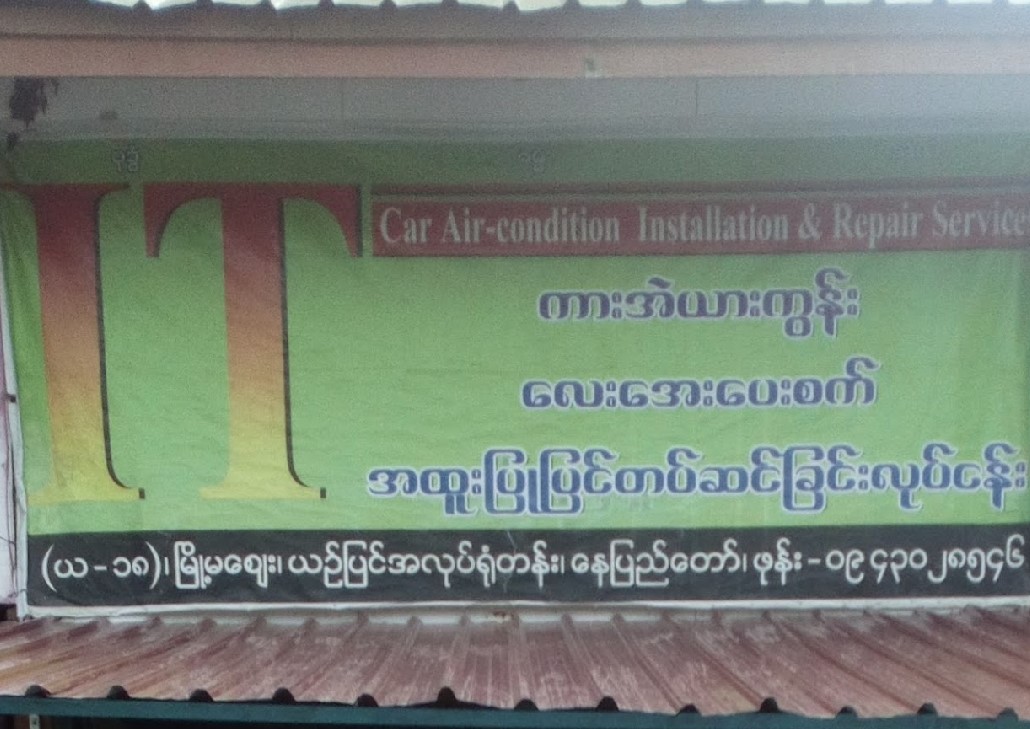 IT
Car Air-condition Installation & Repair Service
ကားအဲယားကွန်း
လေးအေးပေးစက်
အထူးပြုပြင်တပ်ဆင်ခြင်းလုပ်ငန်း
(ယ - ၁၈)၊ မြို့မဈေး၊ ယဉ်ပြင်အလုပ်ရုံတန်း၊ နေပြည်တော်၊ ဖုန်း - ၀၉ ၄၃၀၂၈၅၄၆